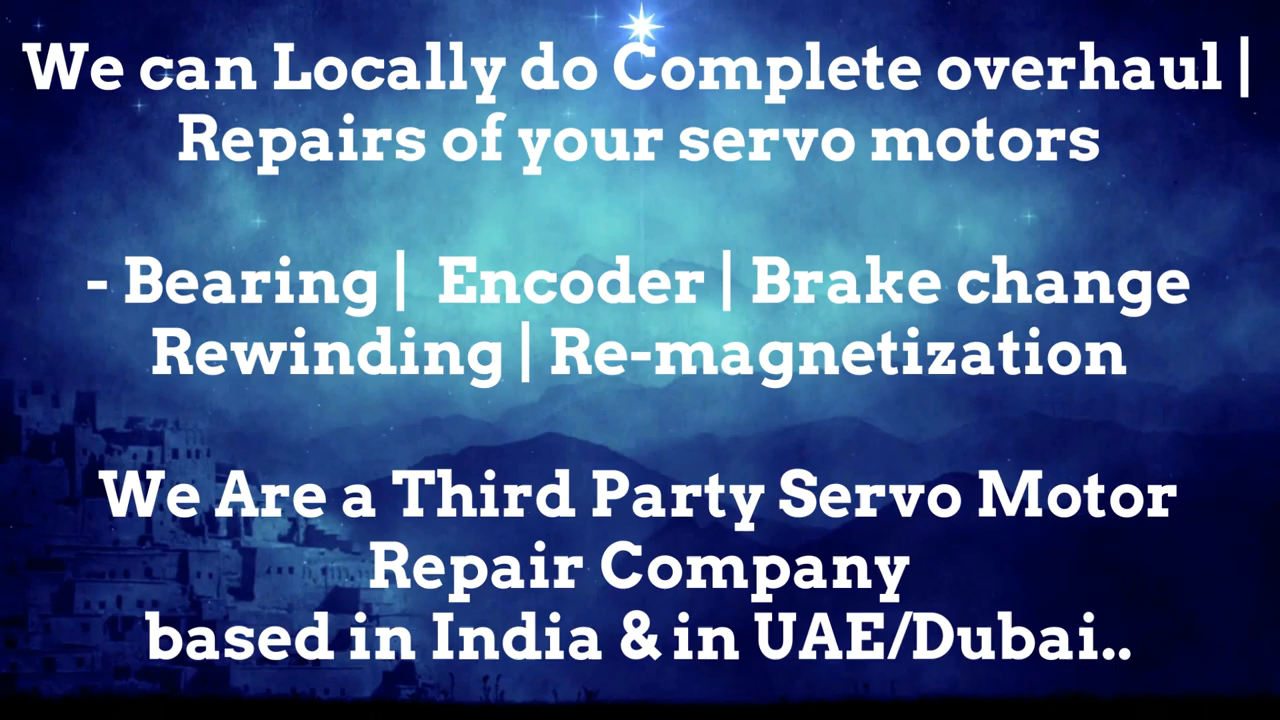 We can Locally do Complete overhaul |
Repairs of your servo motors
- Bearing | Encoder | Brake change
Rewinding | Re-magnetization
We Are a Third Party Servo Motor
Repair Company
based in India & in UAE/Dubai..